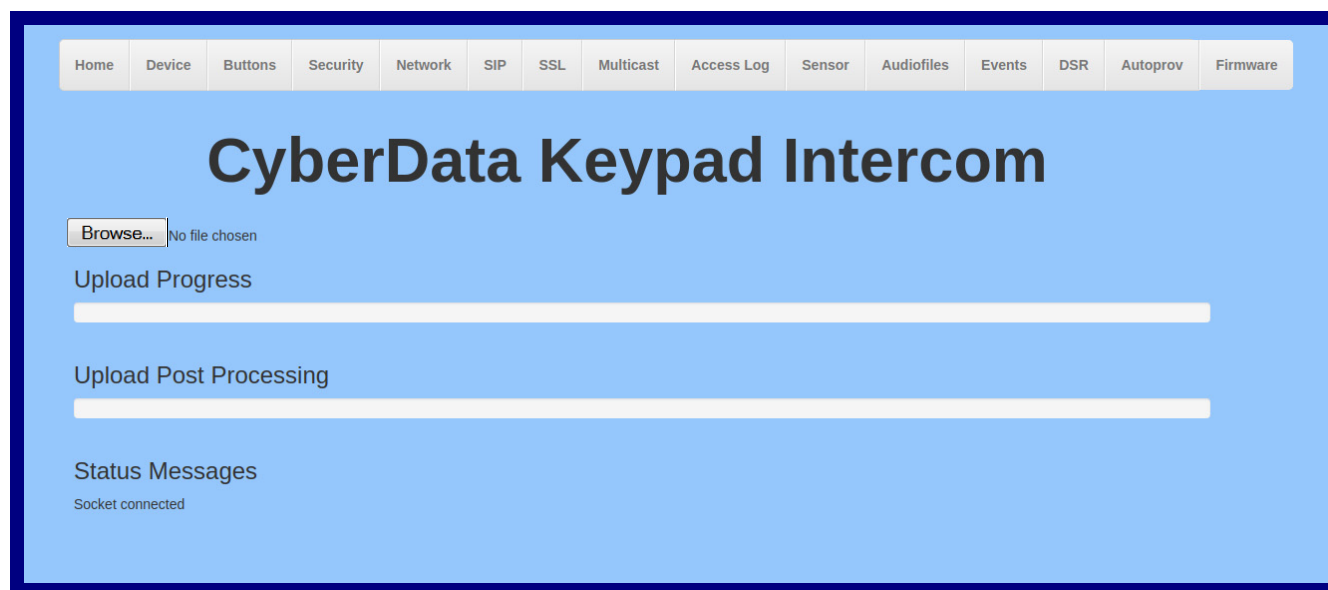 Home Device Buttons Security Network SIP SSL Multicast Access Log Sensor Audiofiles Events DSR Autoprov Firmware
CyberData Keypad Intercom
Browse... No file chosen
Upload Progress
Upload Post Processing
Status Messages
Socket connected